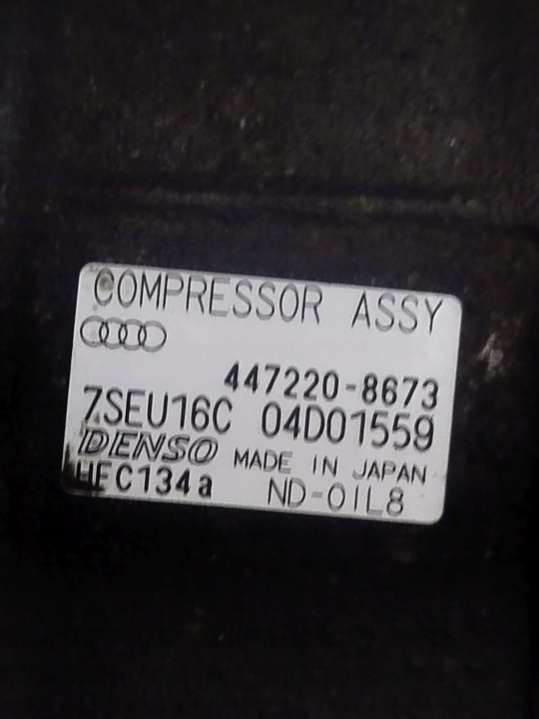 COMPRESSOR ASSY
447220-8673
7SEU16C 04D01559
DENSO MADE IN JAPAN
HFC134a ND-OIL8